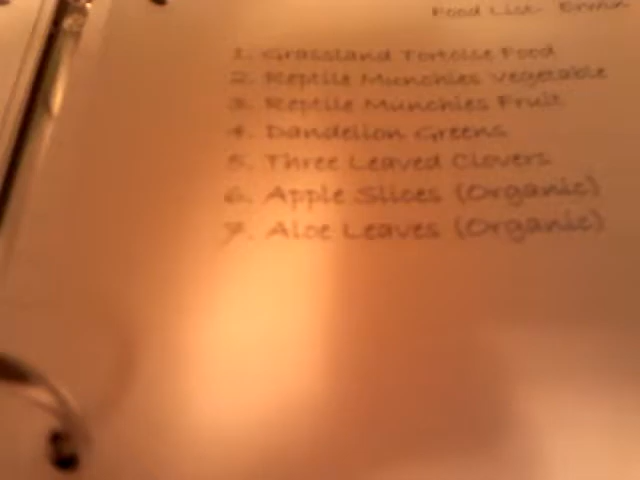 Food List- Erwin
1. Grassland Tortoise Food
2. Reptile Munchies Vegetable
3. Reptile Munchies Fruit
4. Dandelion Greens
5. Three Leaved Clovers
6. Apple Slices (Organic)
7. Aloe Leaves (Organic)